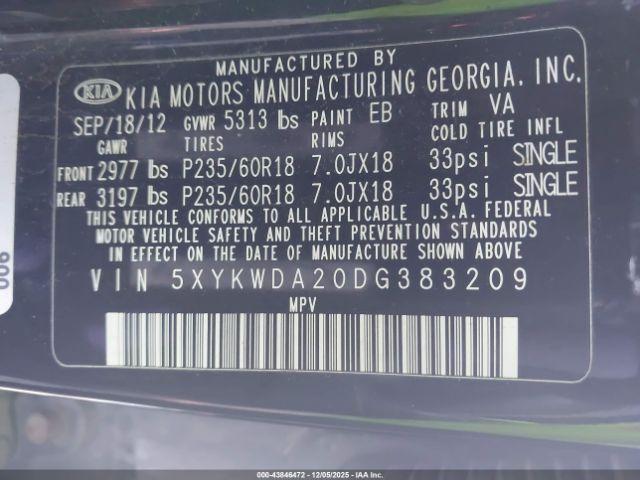 MANUFACTURED BY
KIA KIA MOTORS MANUFACTURING GEORGIA, INC.
SEP/18/12 GVWR 5313 lbs PAINT EB TRIM VA
GAWR TIRES RIMS COLD TIRE INFL
FRONT 2977 lbs P235/60R18 7.0JX18 33psi SINGLE
REAR 3197 lbs P235/60R18 7.0JX18 33psi SINGLE
THIS VEHICLE CONFORMS TO ALL APPLICABLE U.S.A. FEDERAL
MOTOR VEHICLE SAFETY AND THEFT PREVENTION STANDARDS
IN EFFECT ON THE DATE OF MANUFACTURE SHOWN ABOVE.
VIN 5XYKWDA20DG383209
MPV
006
000-43846472 - 12/05/2025 - IAA Inc.